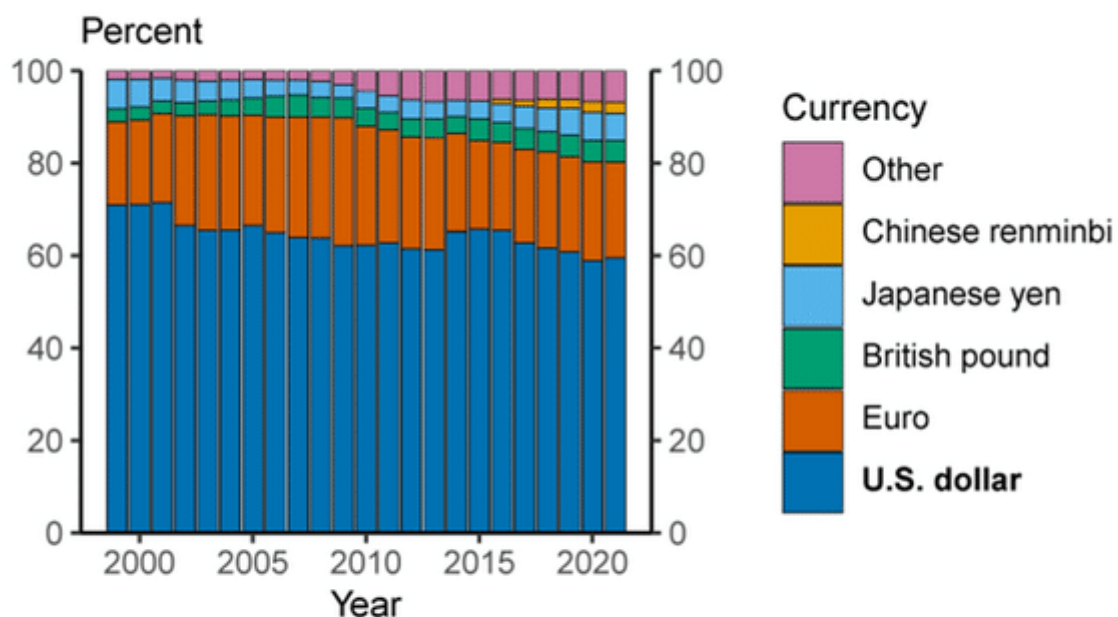 Percent
100
80
60
40
20
0
100
80
60
40
20
0
2000 2005 2010 2015 2020
Year
Currency
Other
Chinese renminbi
Japanese yen
British pound
Euro
U.S. dollar